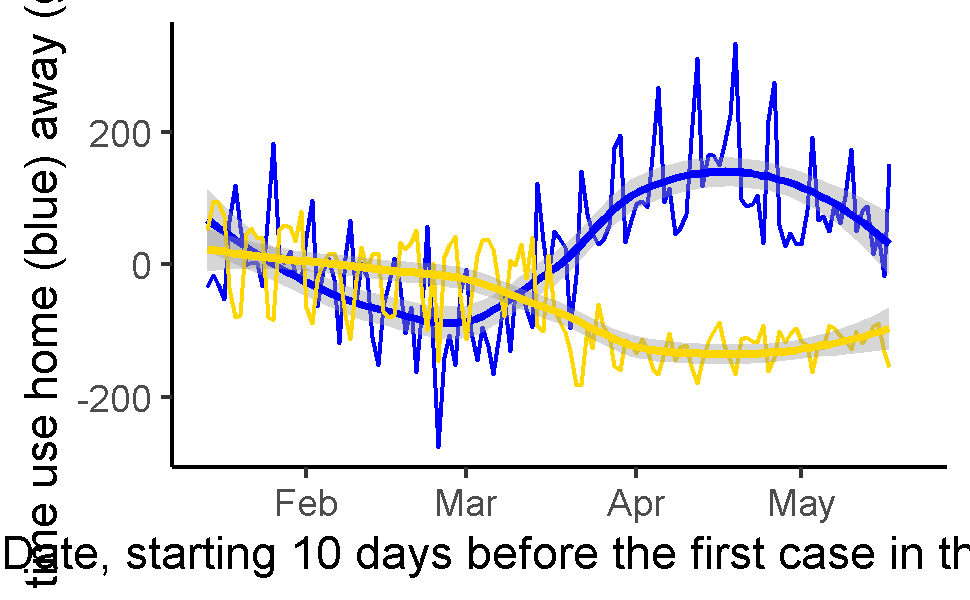 time use home (blue) away (
200
0
-200
Feb Mar Apr May
Date, starting 10 days before the first case in th